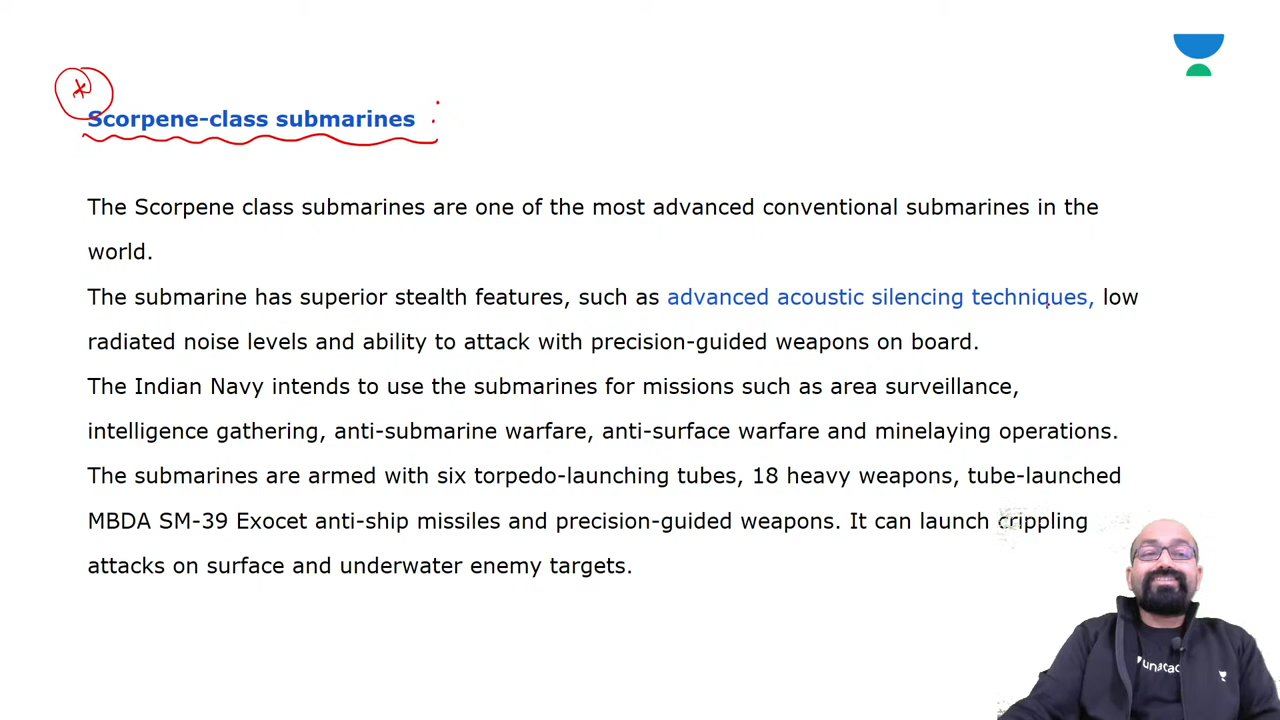 Scorpene-class submarines
The Scorpene class submarines are one of the most advanced conventional submarines in the
world.
The submarine has superior stealth features, such as advanced acoustic silencing techniques, low
radiated noise levels and ability to attack with precision-guided weapons on board.
The Indian Navy intends to use the submarines for missions such as area surveillance,
intelligence gathering, anti-submarine warfare, anti-surface warfare and minelaying operations.
The submarines are armed with six torpedo-launching tubes, 18 heavy weapons, tube-launched
MBDA SM-39 Exocet anti-ship missiles and precision-guided weapons. It can launch crippling
attacks on surface and underwater enemy targets.